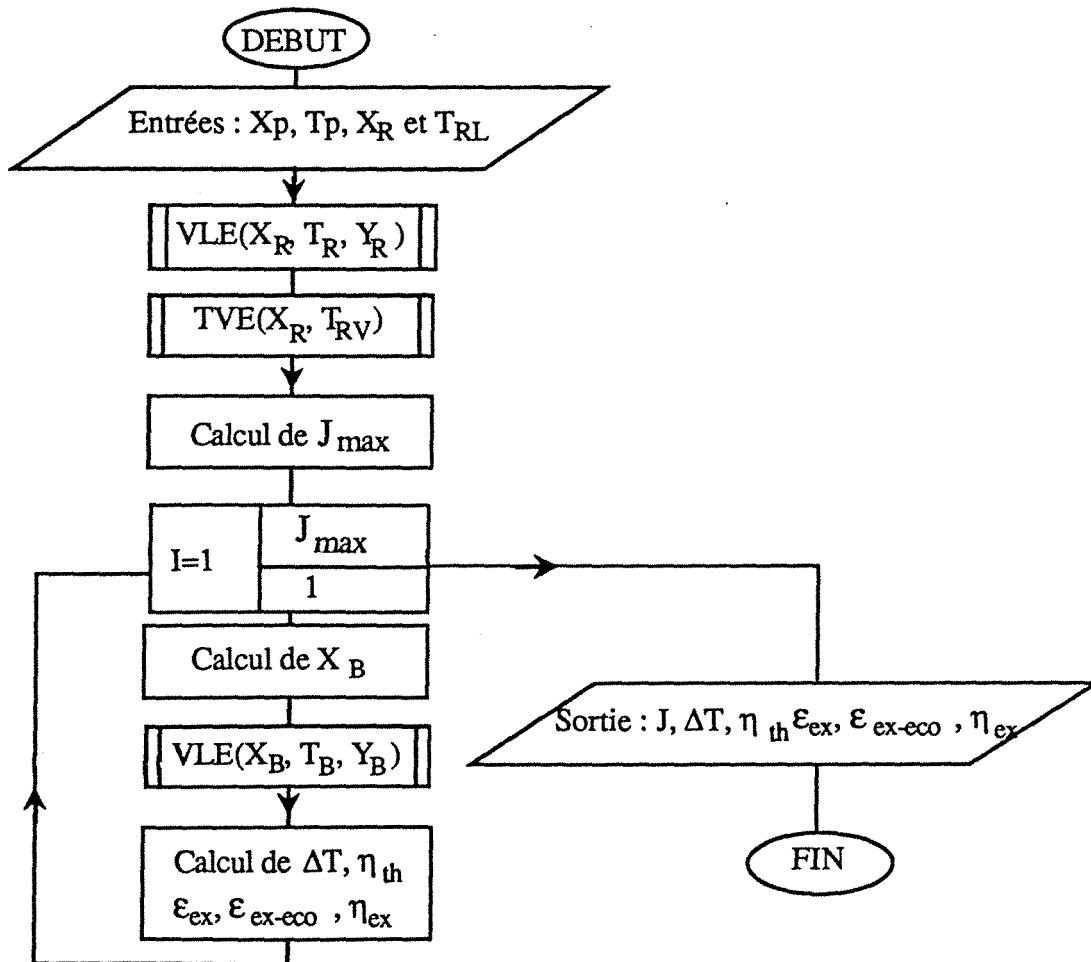 DEBUT
Entrées : Xp, Tp, X_R et T_RL
VLE(X_R, T_R, Y_R)
TVE(X_R, T_RV)
Calcul de J_max
I=1
J_max
1
Calcul de X_B
VLE(X_B, T_B, Y_B)
Calcul de ΔT, η_th
ε_ex, ε_ex-eco , η_ex
Sortie : J, ΔT, η_th ε_ex, ε_ex-eco , η_ex
FIN